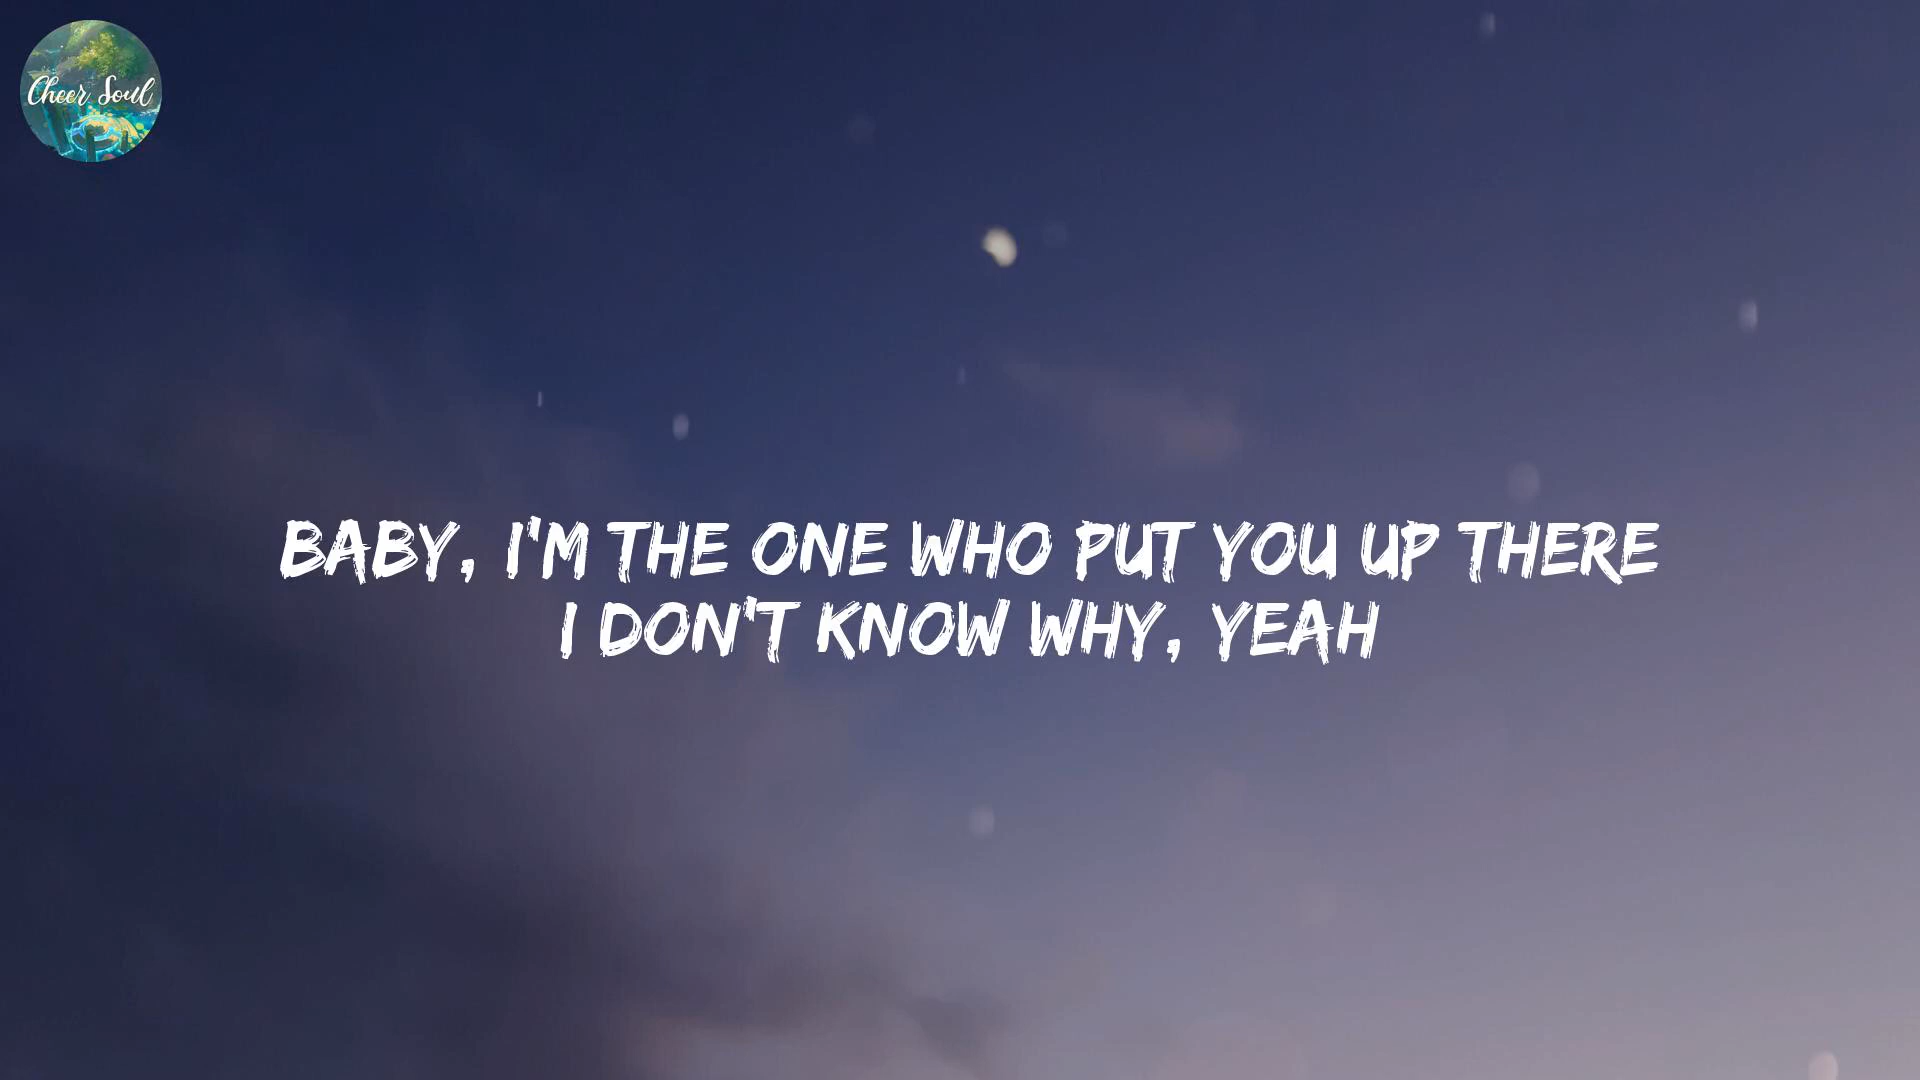 Cheer Soul
BABY, I'M THE ONE WHO PUT YOU UP THERE
I DON'T KNOW WHY, YEAH